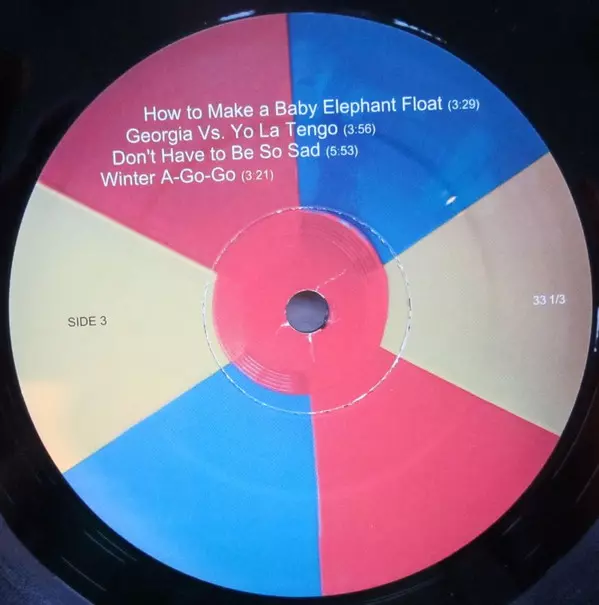 How to Make a Baby Elephant Float (3:29)
Georgia Vs. Yo La Tengo (3:56)
Don't Have to Be So Sad (5:53)
Winter A-Go-Go (3:21)
SIDE 3
33 1/3